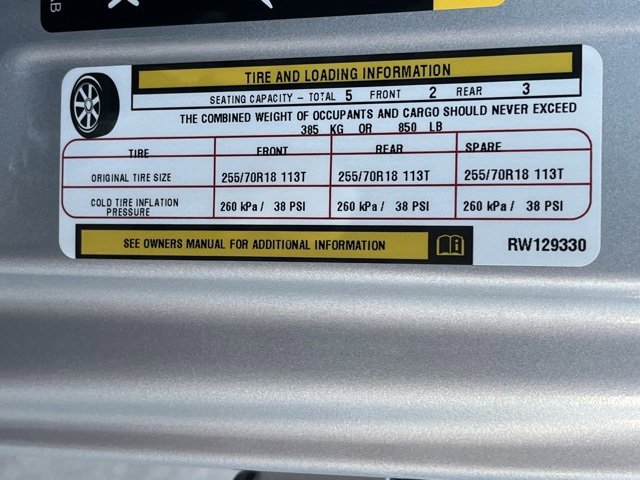 TIRE AND LOADING INFORMATION
SEATING CAPACITY - TOTAL 5 FRONT 2 REAR 3
THE COMBINED WEIGHT OF OCCUPANTS AND CARGO SHOULD NEVER EXCEED
385 KG OR 850 LB
TIRE FRONT REAR SPARE
ORIGINAL TIRE SIZE 255/70R18 113T 255/70R18 113T 255/70R18 113T
COLD TIRE INFLATION PRESSURE 260 kPa / 38 PSI 260 kPa / 38 PSI 260 kPa / 38 PSI
SEE OWNERS MANUAL FOR ADDITIONAL INFORMATION
RW129330